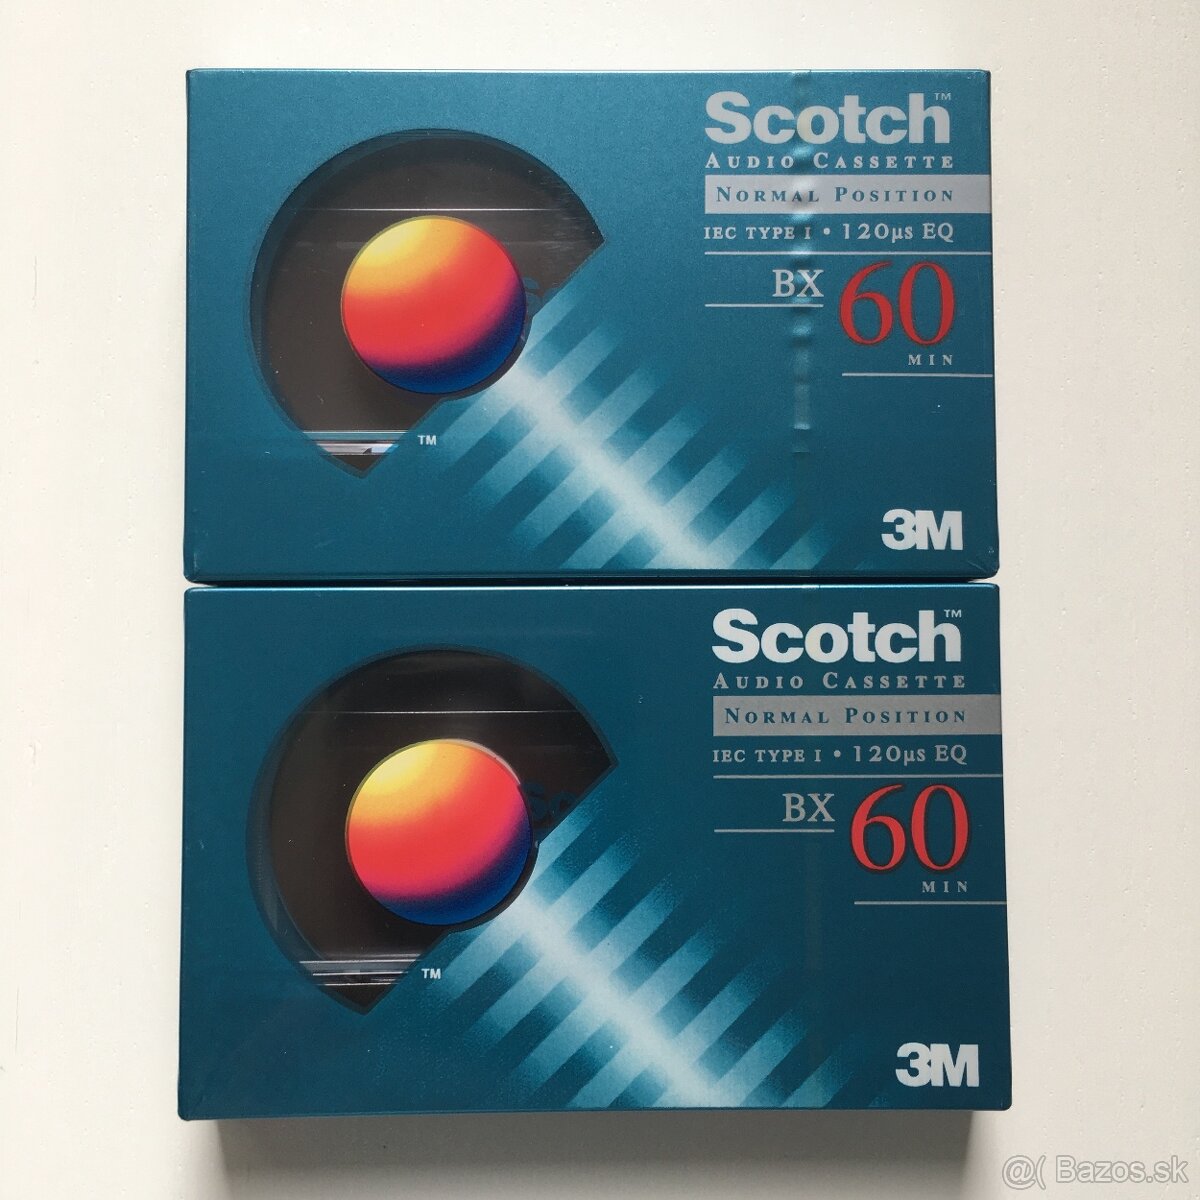 Scotch™
AUDIO CASSETTE
NORMAL POSITION
IEC TYPE I • 120µs EQ
BX 60
MIN
™
3M
Scotch™
AUDIO CASSETTE
NORMAL POSITION
IEC TYPE I • 120µs EQ
BX 60
MIN
™
3M
@( Bazos.sk